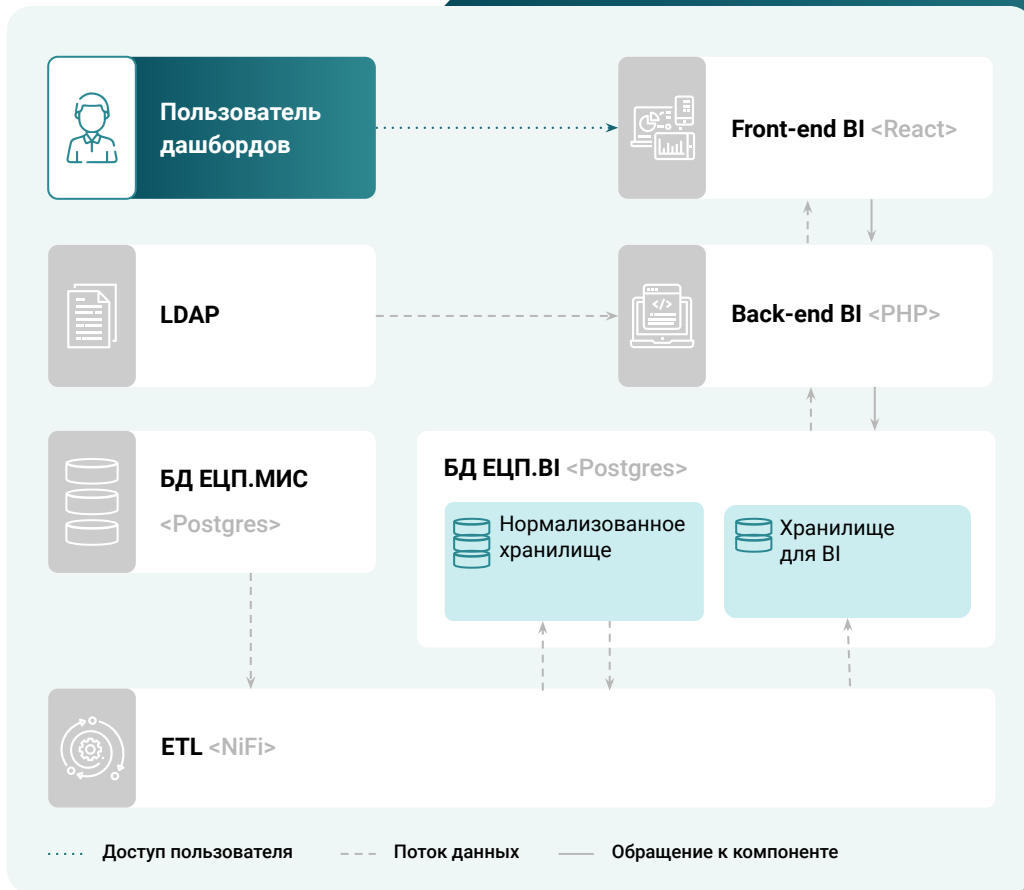 Пользователь
дашбордов
Front-end BI <React>
LDAP
</>
Back-end BI <PHP>
БД ЕЦП.МИС
<Postgres>
БД ЕЦП.BI <Postgres>
Нормализованное
хранилище
Хранилище
для BI
ETL <NiFi>
Доступ пользователя
Поток данных
Обращение к компоненте